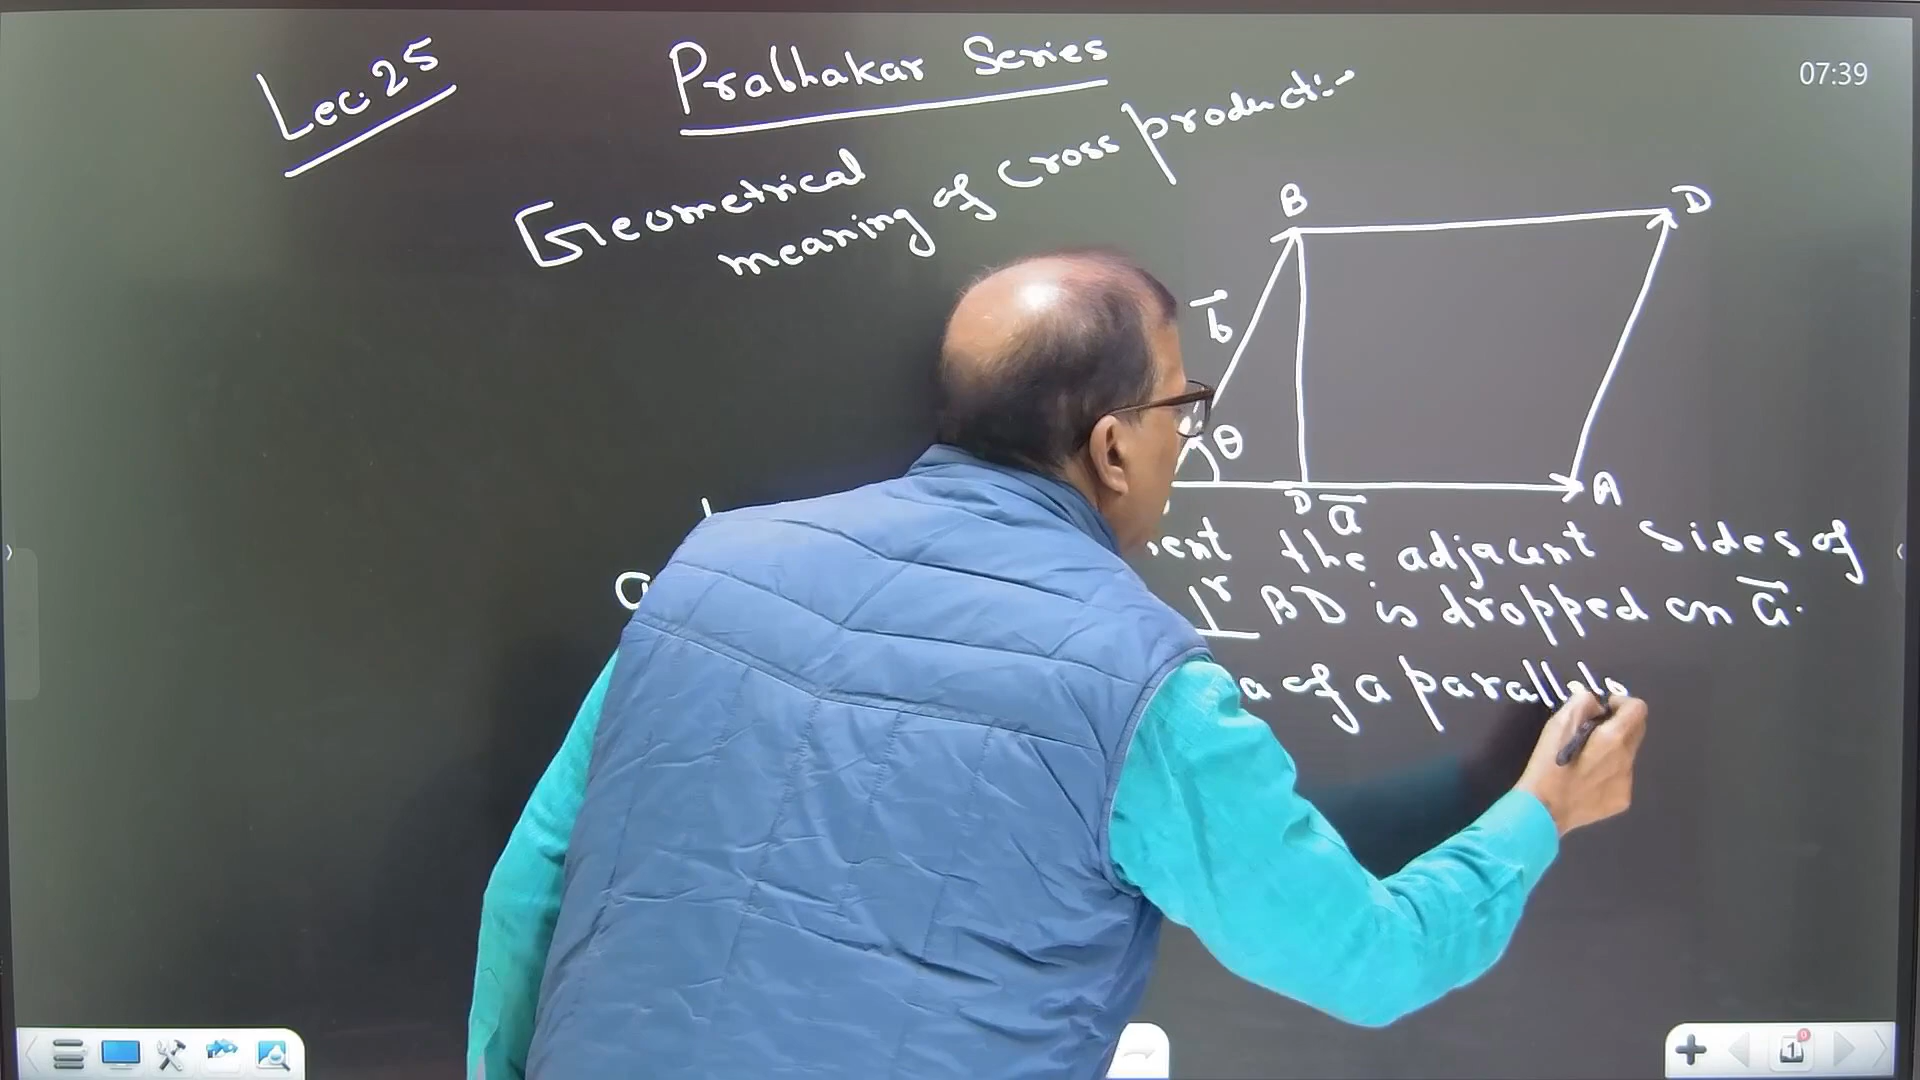 Lec. 25
Prabhakar Series
07:39
Geometrical
meaning of cross product:-
B
D
b
θ
D
a
A
the adjacent sides of
BD is dropped on a.
of a parallelo
1